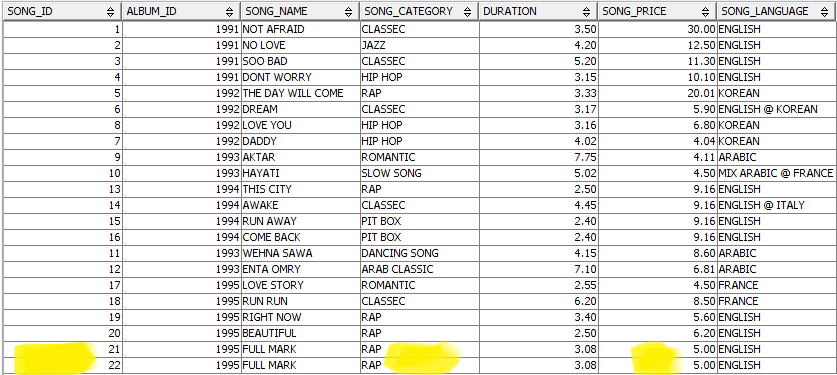 SONG_ID ALBUM_ID SONG_NAME SONG_CATEGORY DURATION SONG_PRICE SONG_LANGUAGE
1 1991 NOT AFRAID CLASSEC 3.50 30.00 ENGLISH
2 1991 NO LOVE JAZZ 4.20 12.50 ENGLISH
3 1991 SOO BAD CLASSEC 5.20 11.30 ENGLISH
4 1991 DONT WORRY HIP HOP 3.15 10.10 ENGLISH
5 1992 THE DAY WILL COME RAP 3.33 20.01 KOREAN
6 1992 DREAM CLASSEC 3.17 5.90 ENGLISH @ KOREAN
8 1992 LOVE YOU HIP HOP 3.16 6.80 KOREAN
7 1992 DADDY HIP HOP 4.02 4.04 KOREAN
9 1993 AKTAR ROMANTIC 7.75 4.11 ARABIC
10 1993 HAYATI SLOW SONG 5.02 4.50 MIX ARABIC @ FRANCE
13 1994 THIS CITY RAP 2.50 9.16 ENGLISH
14 1994 AWAKE CLASSEC 4.45 9.16 ENGLISH @ ITALY
15 1994 RUN AWAY PIT BOX 2.40 9.16 ENGLISH
16 1994 COME BACK PIT BOX 2.40 9.16 ENGLISH
11 1993 WEHNA SAWA DANCING SONG 4.15 8.60 ARABIC
12 1993 ENTA OMRY ARAB CLASSIC 7.10 6.81 ARABIC
17 1995 LOVE STORY ROMANTIC 2.55 4.50 FRANCE
18 1995 RUN RUN CLASSEC 6.20 8.50 FRANCE
19 1995 RIGHT NOW RAP 3.40 5.60 ENGLISH
20 1995 BEAUTIFUL RAP 2.50 6.20 ENGLISH
21 1995 FULL MARK RAP 3.08 5.00 ENGLISH
22 1995 FULL MARK RAP 3.08 5.00 ENGLISH